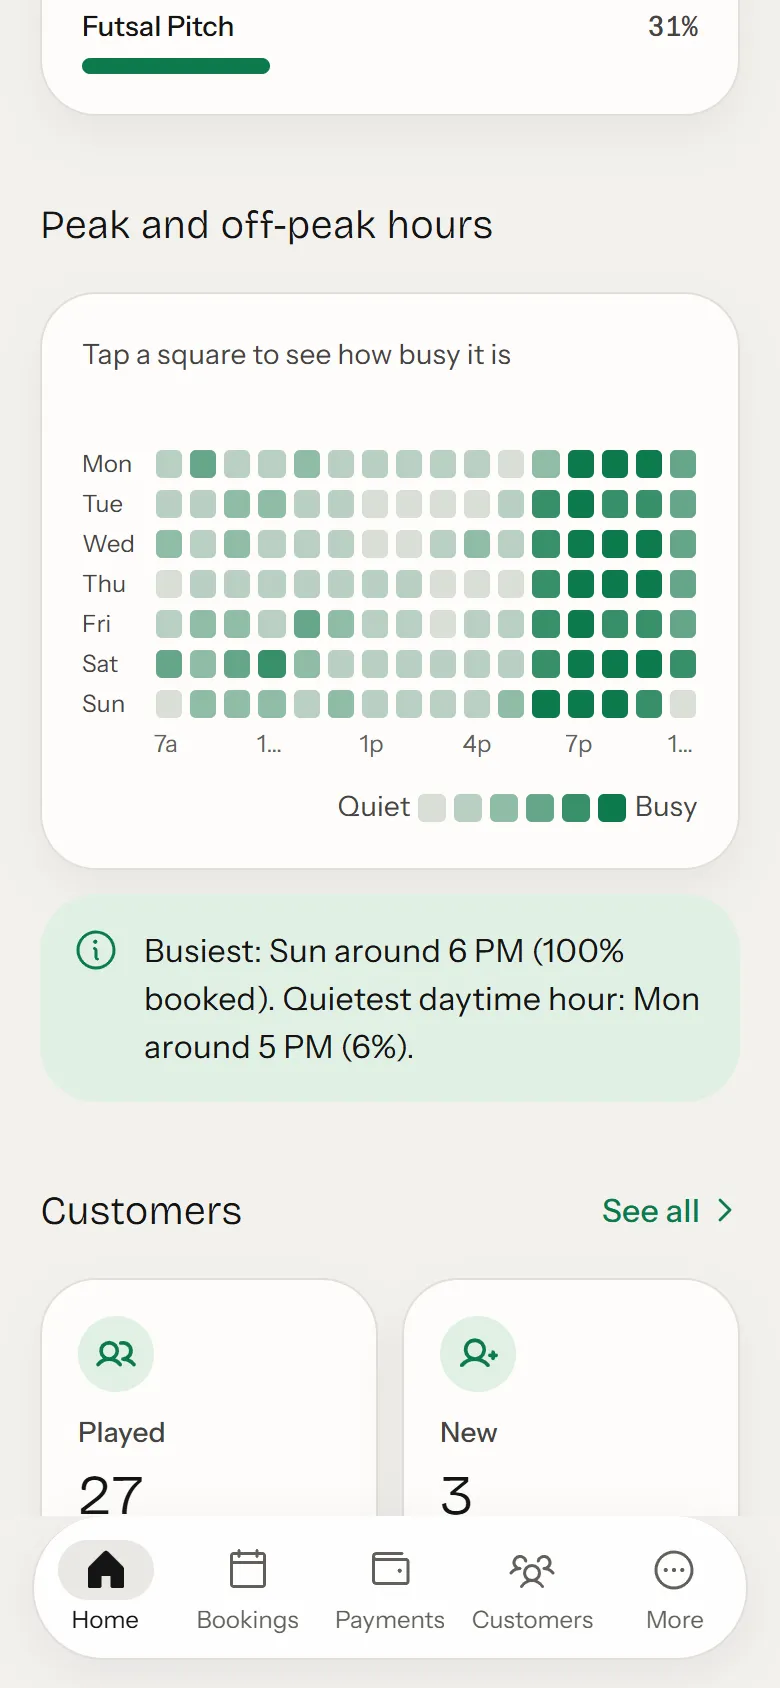 Futsal Pitch 31%
Peak and off-peak hours
Tap a square to see how busy it is
Mon
Tue
Wed
Thu
Fri
Sat
Sun
7a 1... 1p 4p 7p 1...
Quiet Busy
Busiest: Sun around 6 PM (100%
booked). Quietest daytime hour: Mon
around 5 PM (6%).
Customers See all
Played New
27 3
Home Bookings Payments Customers More